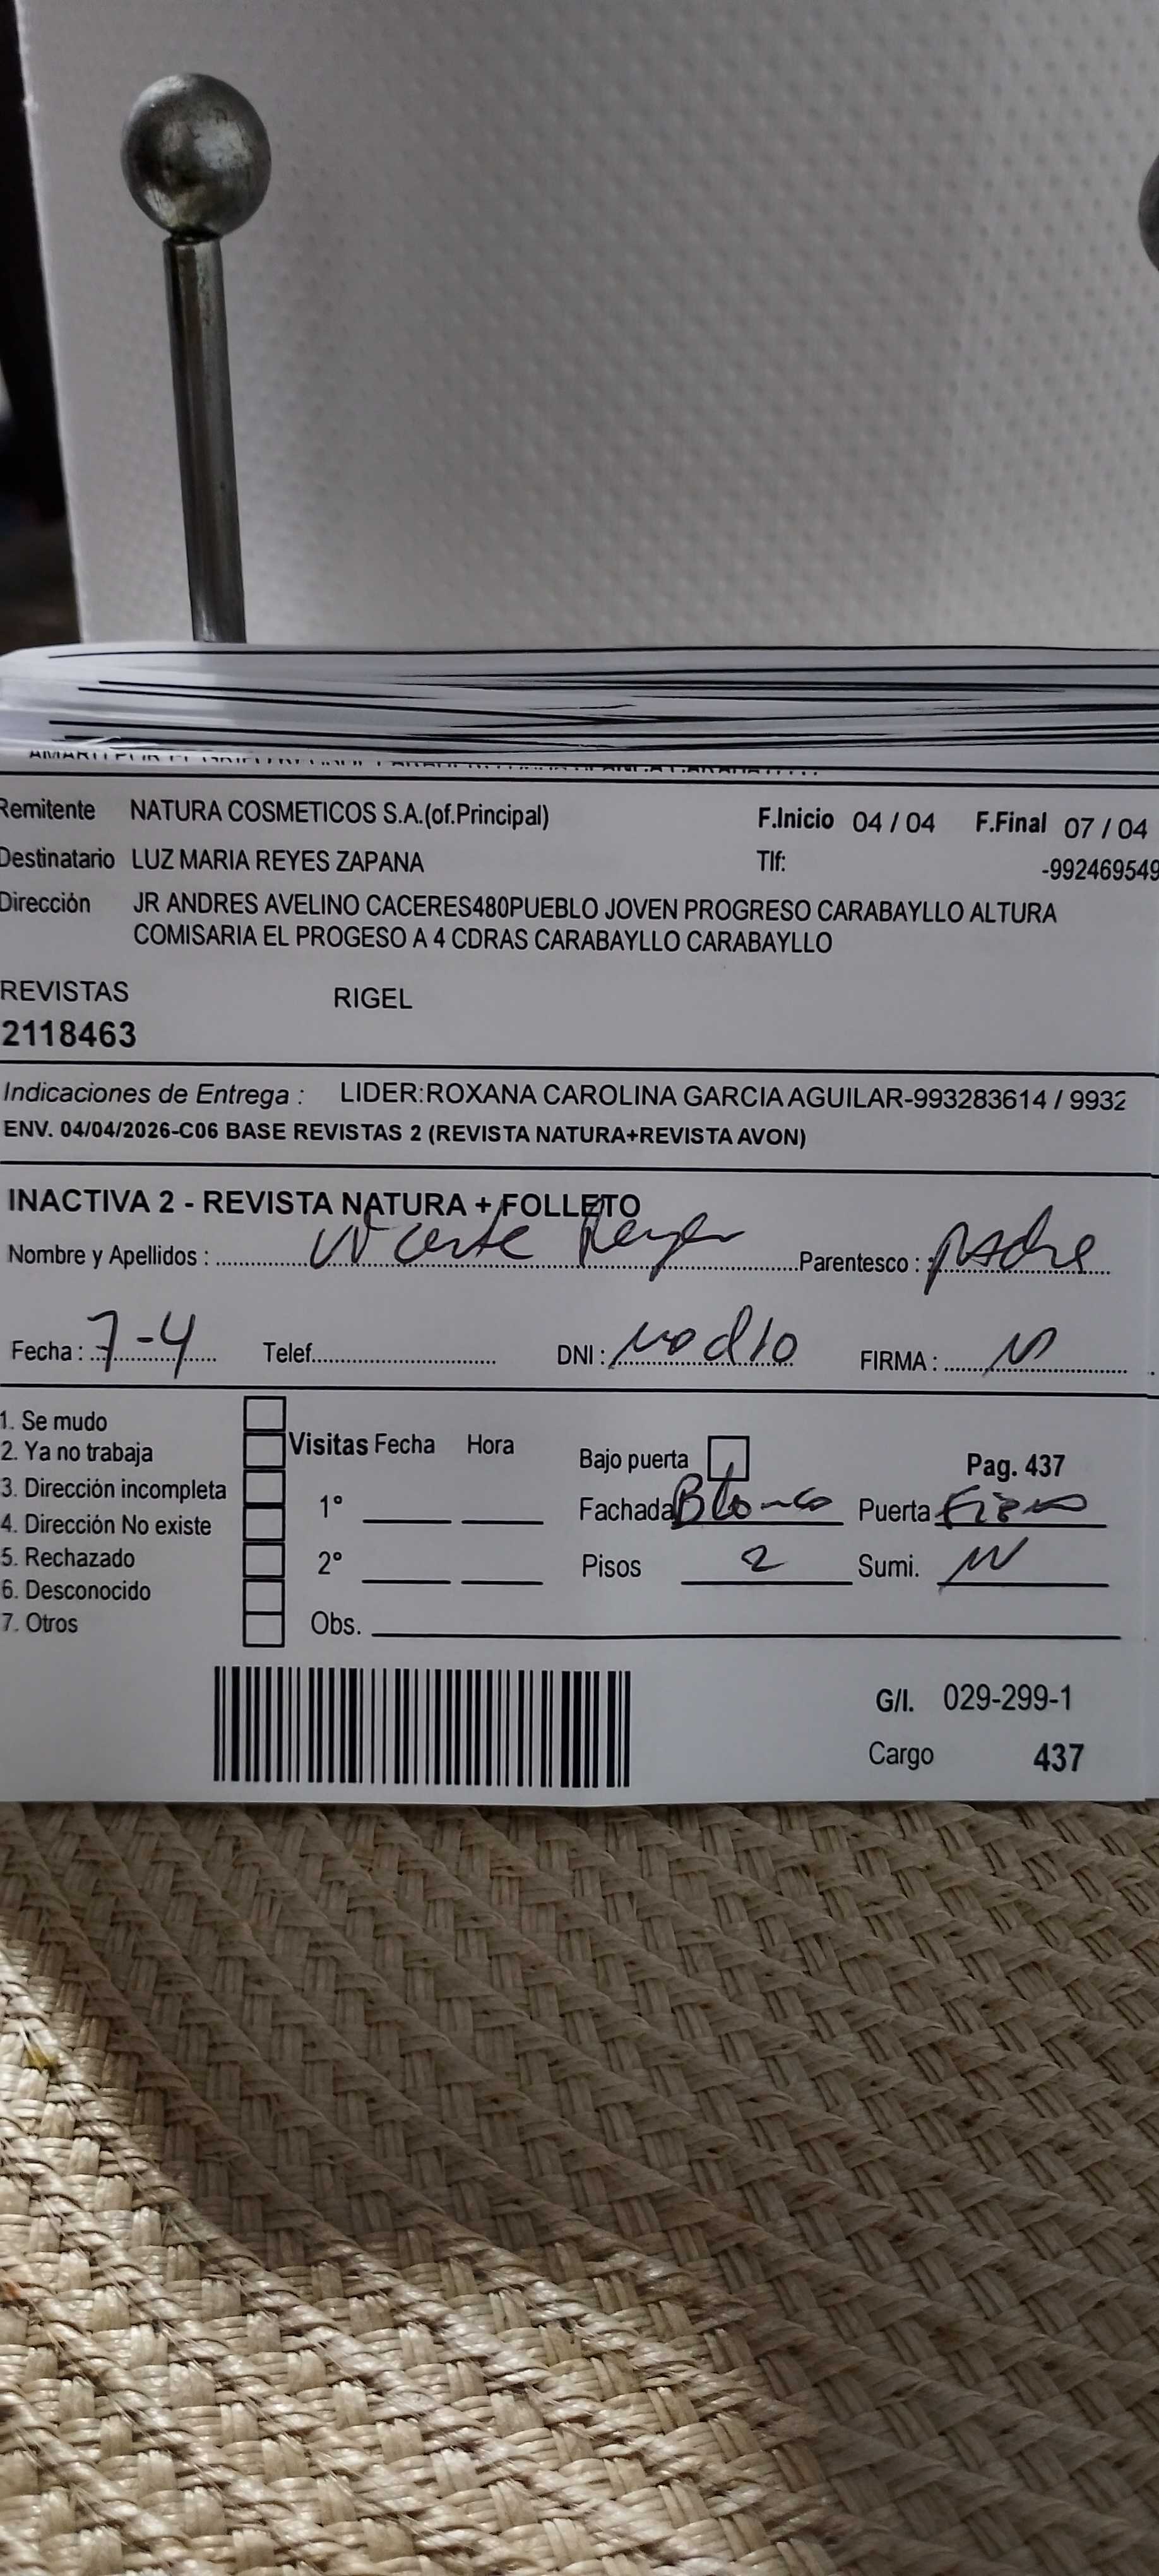 Remitente NATURA COSMETICOS S.A.(of.Principal) F.Inicio 04 / 04 F.Final 07 / 04
Destinatario LUZ MARIA REYES ZAPANA Tlf: -992469549
Dirección JR ANDRES AVELINO CACERES480PUEBLO JOVEN PROGRESO CARABAYLLO ALTURA
COMISARIA EL PROGESO A 4 CDRAS CARABAYLLO CARABAYLLO
REVISTAS RIGEL
2118463
Indicaciones de Entrega : LIDER:ROXANA CAROLINA GARCIA AGUILAR-993283614 / 9932
ENV. 04/04/2026-C06 BASE REVISTAS 2 (REVISTA NATURA+REVISTA AVON)
INACTIVA 2 - REVISTA NATURA + FOLLETO
Nombre y Apellidos : Vicente Reyes Parentesco : padre
Fecha : 7-4 Telef. DNI : no dio FIRMA :
1. Se mudo
2. Ya no trabaja Visitas Fecha Hora Bajo puerta Pag. 437
3. Dirección incompleta 1° Fachada Blanco Puerta Fierro
4. Dirección No existe
5. Rechazado 2° Pisos 2 Sumi.
6. Desconocido
7. Otros Obs.
G/I. 029-299-1
Cargo 437